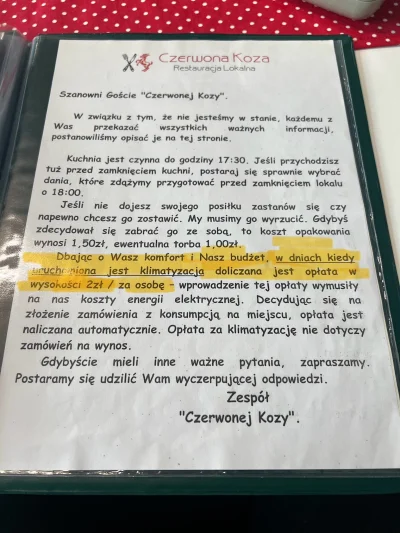 Czerwona Koza
Restauracja Lokalna
Szanowni Goście "Czerwonej Kozy".
W związku z tym, że nie jesteśmy w stanie, każdemu z
Was przekazać wszystkich ważnych informacji,
postanowiliśmy opisać je na tej stronie.
Kuchnia jest czynna do godziny 17:30. Jeśli przychodzisz
tuż przed zamknięciem kuchni, postaraj się sprawnie wybrać
dania, które zdążymy przygotować przed zamknięciem lokalu
o 18:00.
Jeśli nie dojesz swojego posiłku zastanów się czy
napewno chcesz go zostawić. My musimy go wyrzucić. Gdybyś
zdecydował się zabrać go ze sobą, to koszt opakowania
wynosi 1,50zł, ewentualna torba 1,00zł.
Dbając o Wasz komfort i Nasz budżet, w dniach kiedy
uruchomiona jest klimatyzacja doliczana jest opłata w
wysokości 2zł / za osobę - wprowadzenie tej opłaty wymusiły
na nas koszty energii elektrycznej. Decydując się na
złożenie zamówienia z konsumpcją na miejscu, opłata jest
naliczana automatycznie. Opłata za klimatyzację nie dotyczy
zamówień na wynos.
Gdybyście mieli inne ważne pytania, zapraszamy.
Postaramy się udzilić Wam wyczerpującej odpowiedzi.
Zespół
"Czerwonej Kozy".